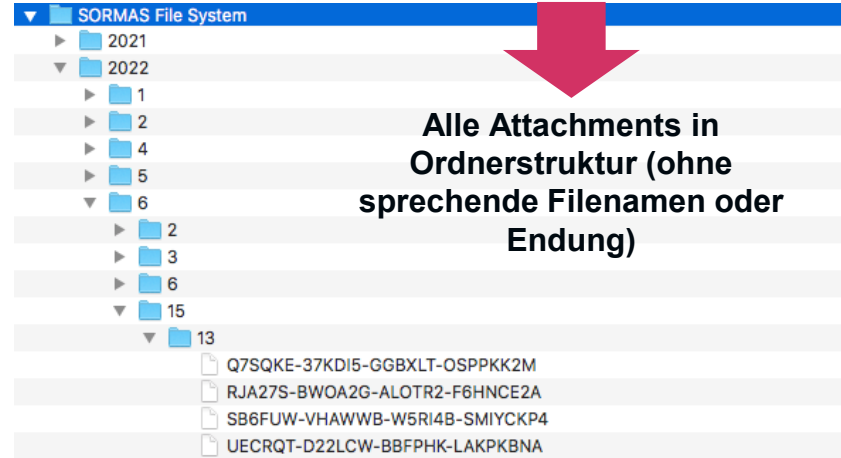 SORMAS File System
2021
2022
1
2
4
5
6
2
3
6
15
13
Q7SQKE-37KDI5-GGBXLT-OSPPKK2M
RJA27S-BWOA2G-ALOTR2-F6HNCE2A
SB6FUW-VHAWWB-W5RI4B-SMIYCKP4
UECRQT-D22LCW-BBFPHK-LAKPKBNA
Alle Attachments in
Ordnerstruktur (ohne
sprechende Filenamen oder
Endung)